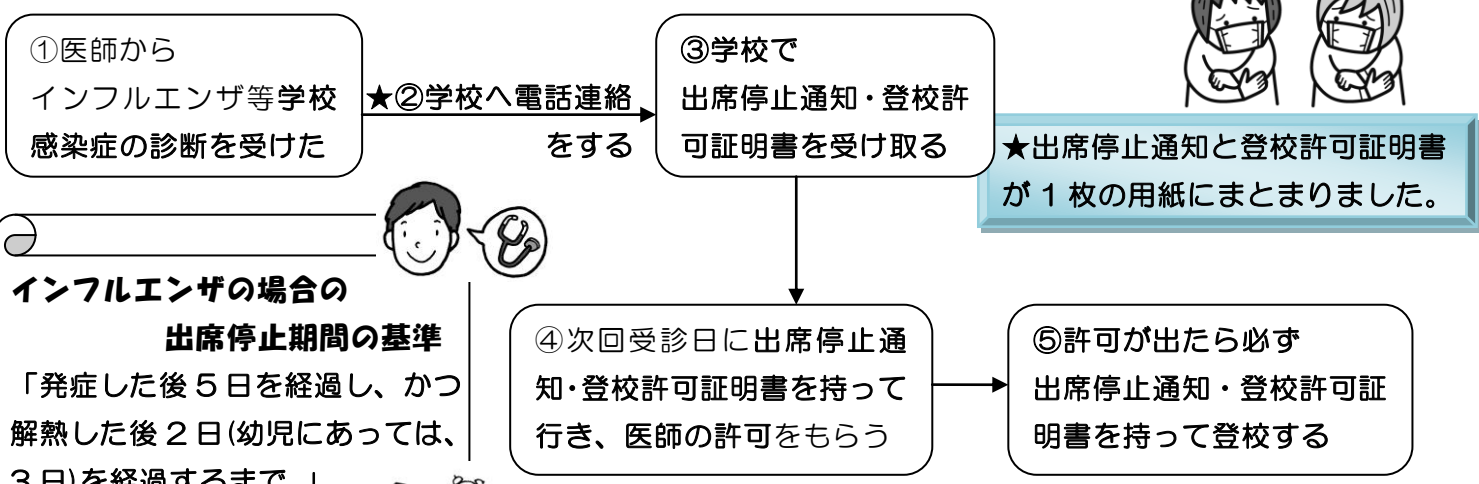 ①医師から
インフルエンザ等学校
感染症の診断を受けた
★②学校へ電話連絡
をする
③学校で
出席停止通知・登校許
可証明書を受け取る
★出席停止通知と登校許可証明書
が1枚の用紙にまとまりました。
インフルエンザの場合の
出席停止期間の基準
「発症した後5日を経過し、かつ
解熱した後2日(幼児にあっては、
3日)を経過するまで。」
④次回受診日に出席停止通
知・登校許可証明書を持って
行き、医師の許可をもらう
⑤許可が出たら必ず
出席停止通知・登校許可証
明書を持って登校する